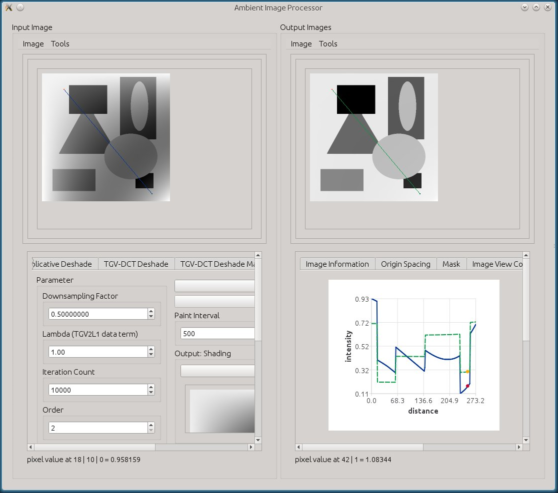 Ambient Image Processor
Input Image
Image Tools
plicative Deshade TGV-DCT Deshade TGV-DCT Deshade Ma
Parameter
Downsampling Factor
0.50000000
Lambda (TGV2L1 data term)
1.00
Iteration Count
10000
Order
2
Paint Interval
500
Output: Shading
pixel value at 18 | 10 | 0 = 0.958159
Output Images
Image Tools
Image Information Origin Spacing Mask Image View Co
intensity
0.93
0.72
0.52
0.32
0.11
0.0 68.3 136.6 204.9 273.2
distance
pixel value at 42 | 1 = 1.08344